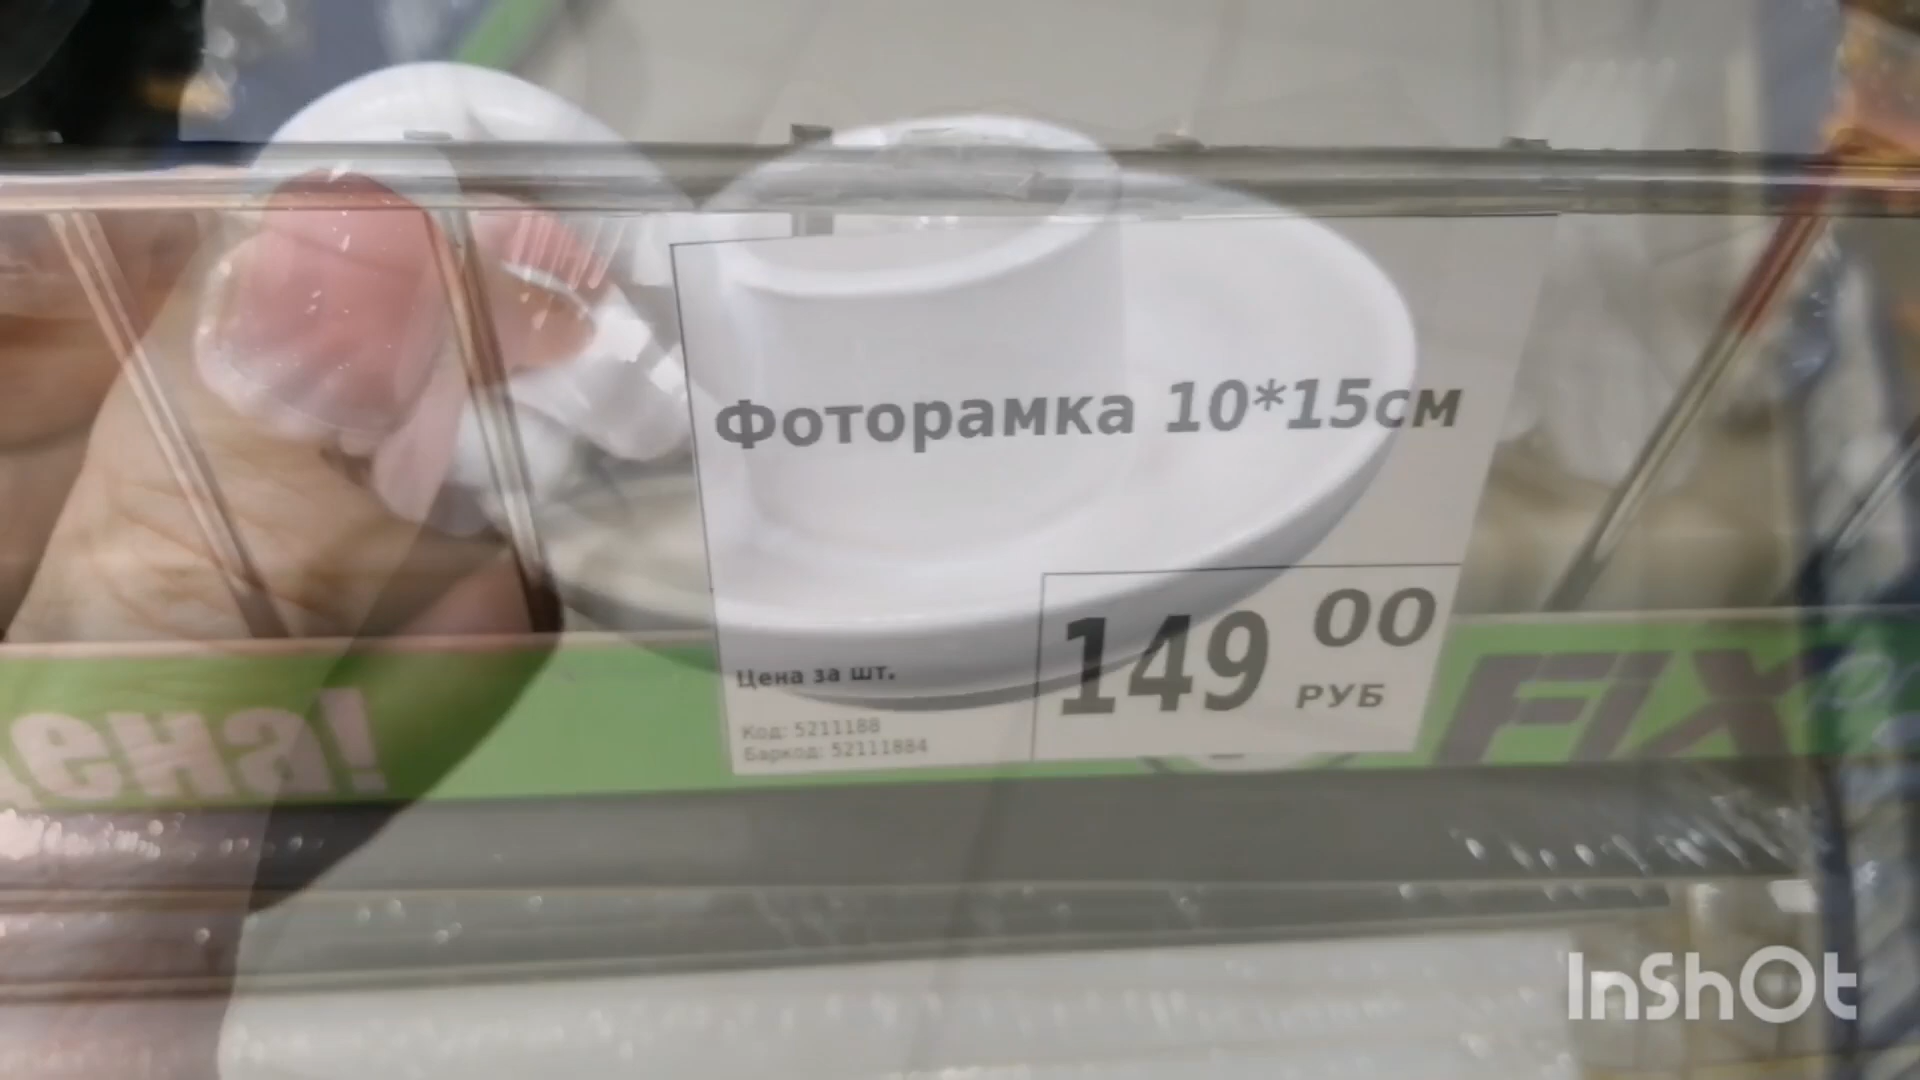 Фоторамка 10*15см
149 00
РУБ
Цена за шт.
Код: 5211188
Баркод: 52111884
ена!
FIX
InShOt